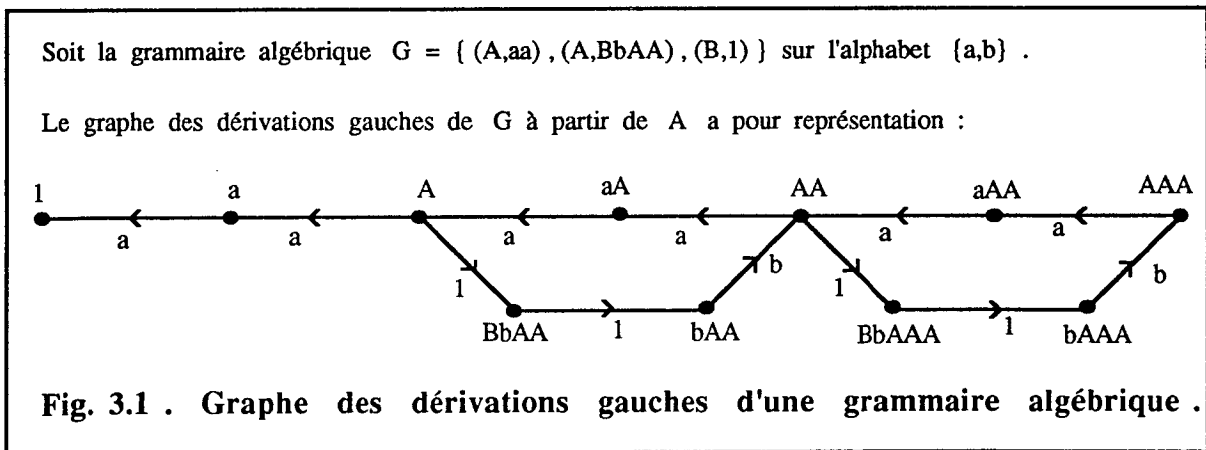 Soit la grammaire algébrique G = { (A,aa) , (A,BbAA) , (B,1) } sur l'alphabet {a,b} .
Le graphe des dérivations gauches de G à partir de A a pour représentation :
1 a A aA AA aAA AAA
a a a a a a
1 b 1 b
BbAA 1 bAA BbAAA 1 bAAA
Fig. 3.1 . Graphe des dérivations gauches d'une grammaire algébrique .